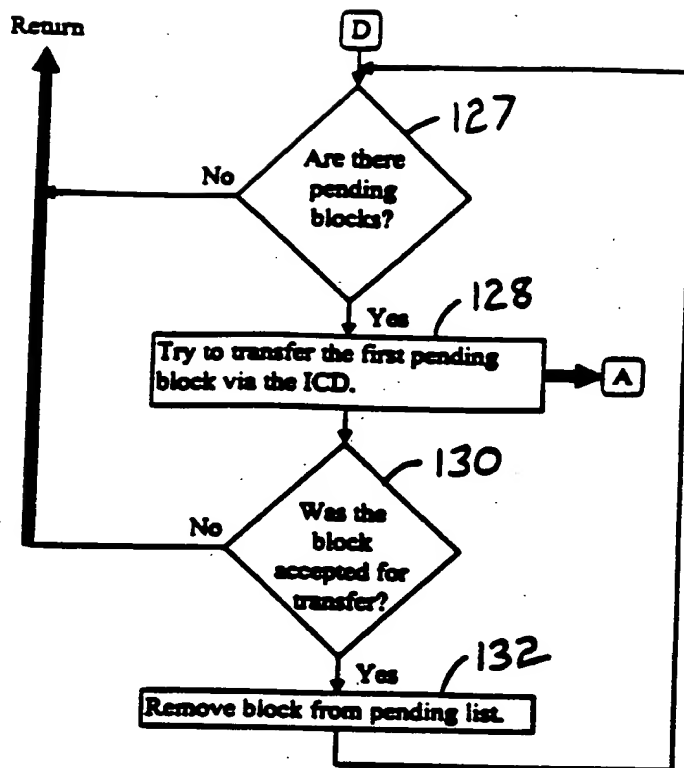 Return
D
127
Are there
pending
blocks?
No
Yes
128
Try to transfer the first pending
block via the ICD.
A
130
Was the
block
accepted for
transfer?
No
Yes
132
Remove block from pending list.